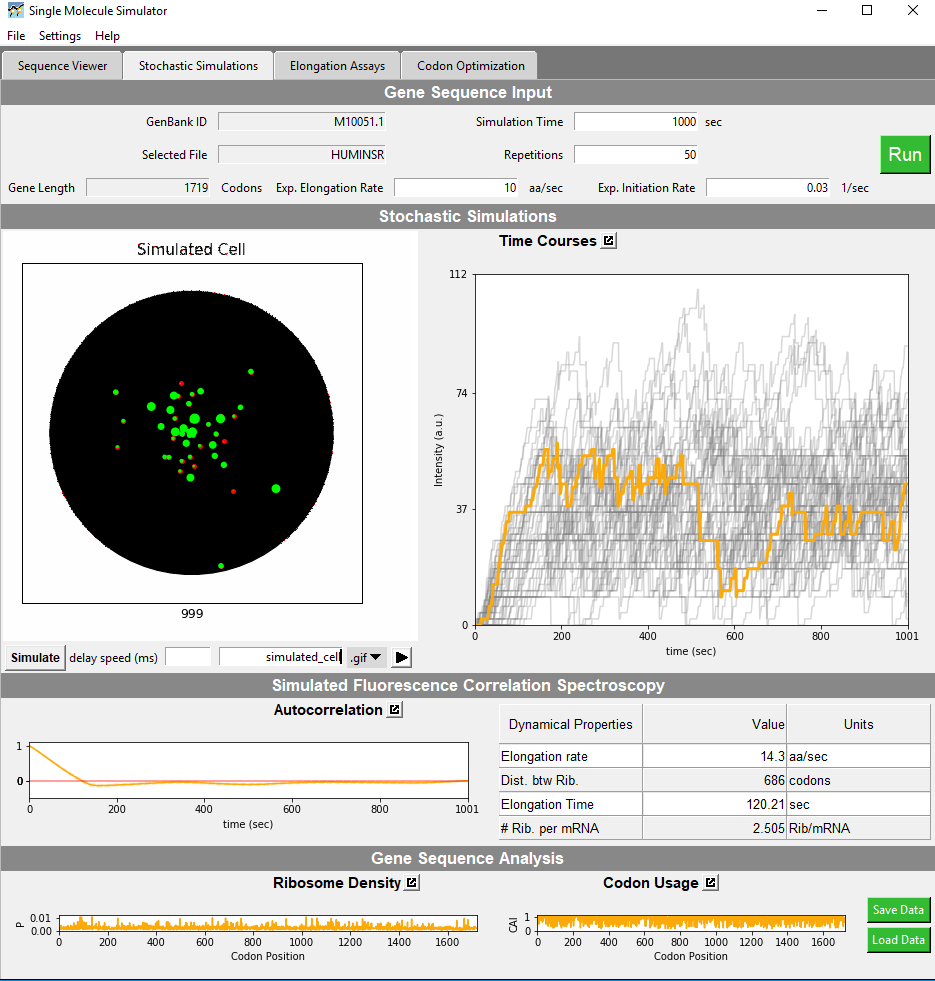 Single Molecule Simulator
File Settings Help
Sequence Viewer Stochastic Simulations Elongation Assays Codon Optimization
Gene Sequence Input
GenBank ID M10051.1 Simulation Time 1000 sec
Selected File HUMINSR Repetitions 50
Run
Gene Length 1719 Codons Exp. Elongation Rate 10 aa/sec Exp. Initiation Rate 0.03 1/sec
Stochastic Simulations
Simulated Cell
999
Simulate delay speed (ms) simulated_cell .gif
Time Courses
112
74
37
0
Intensity (a.u.)
0 200 400 600 800 1001
time (sec)
Simulated Fluorescence Correlation Spectroscopy
Autocorrelation
1
0
0 200 400 600 800 1001
time (sec)
Dynamical Properties Value Units
Elongation rate 14.3 aa/sec
Dist. btw Rib. 686 codons
Elongation Time 120.21 sec
# Rib. per mRNA 2.505 Rib/mRNA
Gene Sequence Analysis
Ribosome Density
P
0.01
0.00
0 200 400 600 800 1000 1200 1400 1600
Codon Position
Codon Usage
CAI
1
0
0 200 400 600 800 1000 1200 1400 1600
Codon Position
Save Data
Load Data